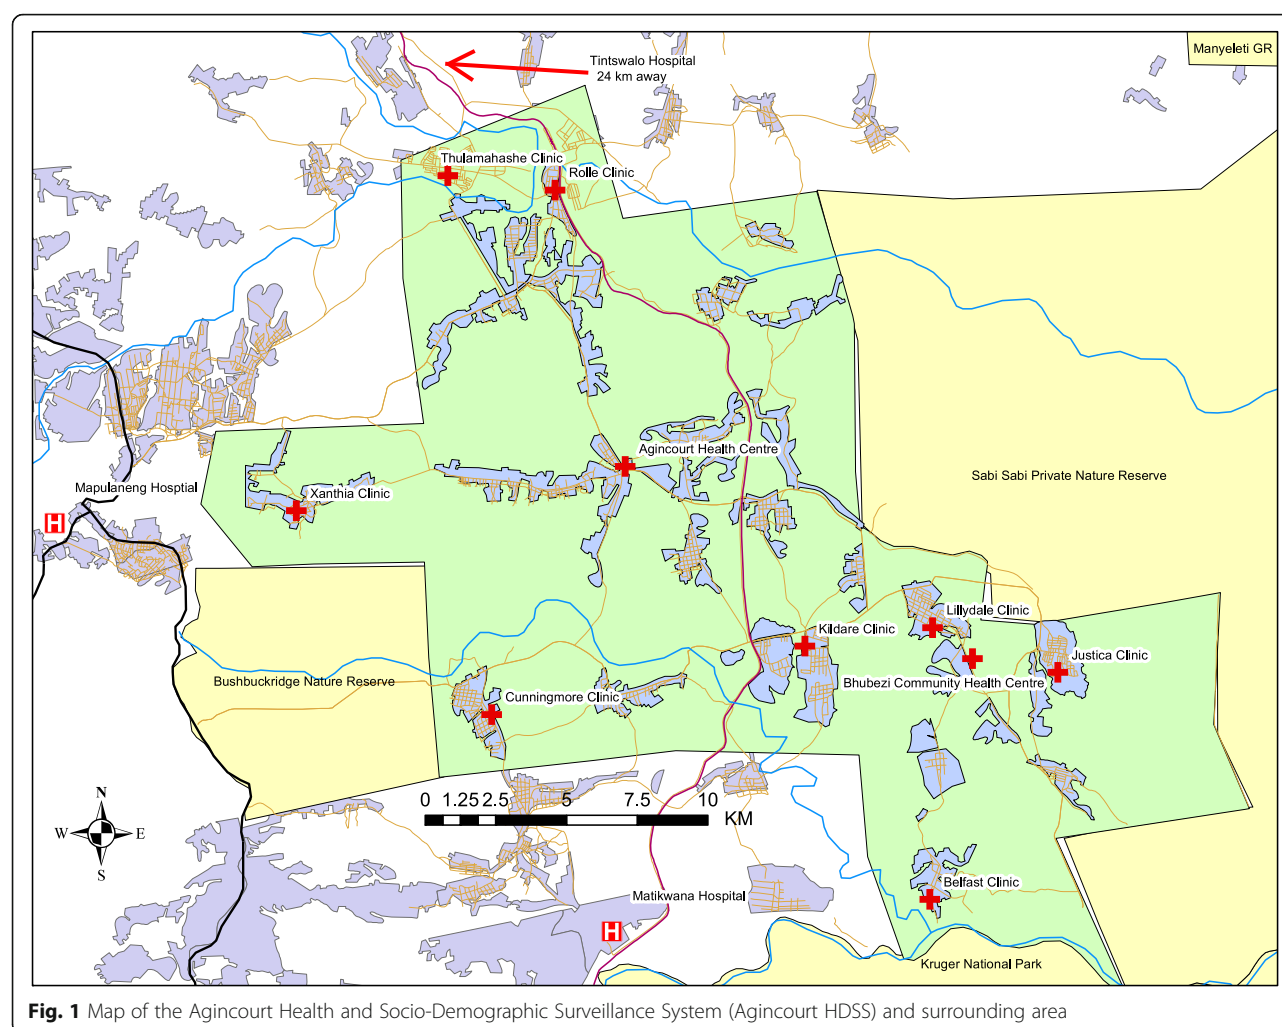 Manyeleti GR
Tintswalo Hospital
24 km away
Thulamahashe Clinic
Rolle Clinic
Agincourt Health Centre
Sabi Sabi Private Nature Reserve
Mapulaneng Hosptial
Xanthia Clinic
H
Lillydale Clinic
Kildare Clinic
Justica Clinic
Bushbuckridge Nature Reserve
Cunningmore Clinic
Bhubezi Community Health Centre
N
W E
S
0 1.25 2.5 5 7.5 10
KM
Belfast Clinic
Matikwana Hospital
H
Kruger National Park
Fig. 1 Map of the Agincourt Health and Socio-Demographic Surveillance System (Agincourt HDSS) and surrounding area